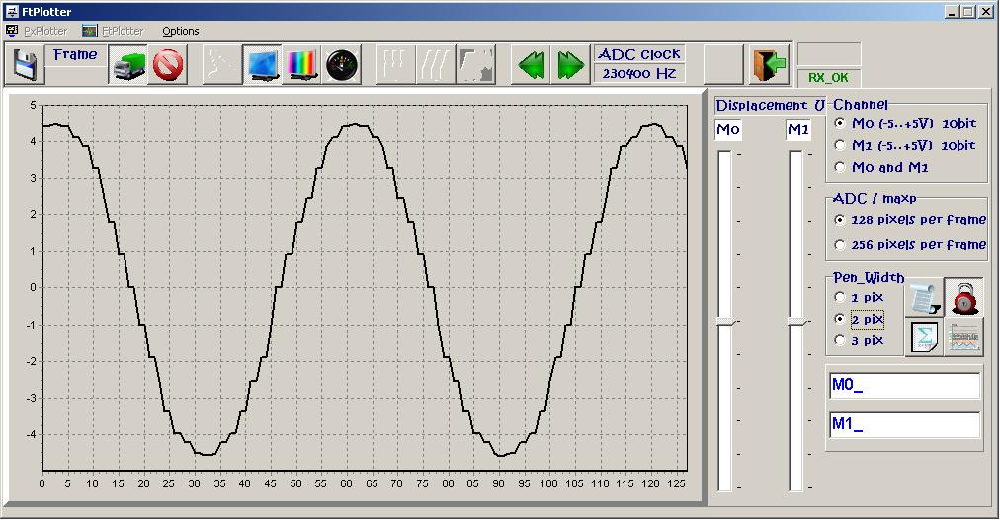 FtPlotter
PxPlotter FtPlotter Options
Frame
ADC Clock
230400 HZ
RX_OK
5
4
3
2
1
0
-1
-2
-3
-4
0 5 10 15 20 25 30 35 40 45 50 55 60 65 70 75 80 85 90 95 100 105 110 115 120 125
Displacement_U
M0 M1
Channel
M0 (-5..+5V) 10bit
M1 (-5..+5V) 10bit
M0 and M1
ADC / maxp
128 pixels per frame
256 pixels per frame
Pen_Width
1 pix
2 pix
3 pix
M0_
M1_